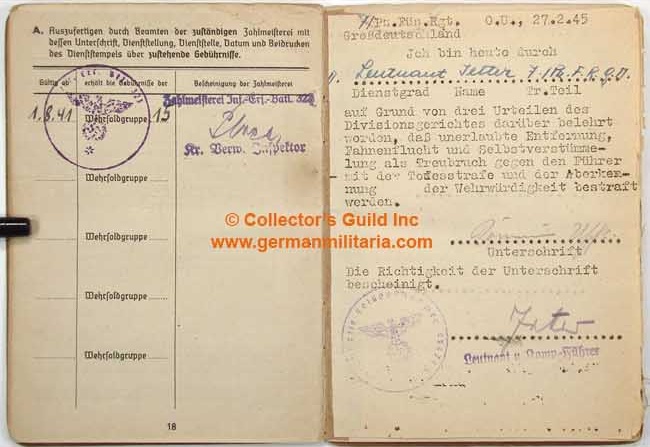 A. Auszufertigen durch Beamten der zuständigen Zahlmeisterei mit
dessen Unterschrift, Dienststellung, Dienststelle, Datum und Beidrücken
des Dienststempels über zustehende Gebührnisse.
Gültig ab
erhält die Gebührnisse der
Bescheinigung der Zahlmeisterei
1.8.41
Wehrsoldgruppe 15
Zahlmeisterei Inf.-Ers.-Batl.
Kr. Verw. Inspektor
Wehrsoldgruppe
Wehrsoldgruppe
Wehrsoldgruppe
Wehrsoldgruppe
18
Pz.Füs.Rgt. O.U., 27.2.45
Großdeutschland
Jch bin heute durch
Leutnant Jeter
Dienstgrad Name Tr.Teil
auf Grund von drei Urteilen des
Divisionsgerichtes darüber belehrt
worden, daß unerlaubte Entfernung,
Fahnenflucht und Selbstverstümme-
lung als Treubruch gegen den Führer
mit der Todesstrafe und der Aberken-
nung der Wehrwürdigkeit bestraft
werden.
Unterschrift
Die Richtigkeit der Unterschrift
bescheinigt.
Jeter
Leutnant u. Komp.-Führer
© Collector's Guild Inc
www.germanmilitaria.com